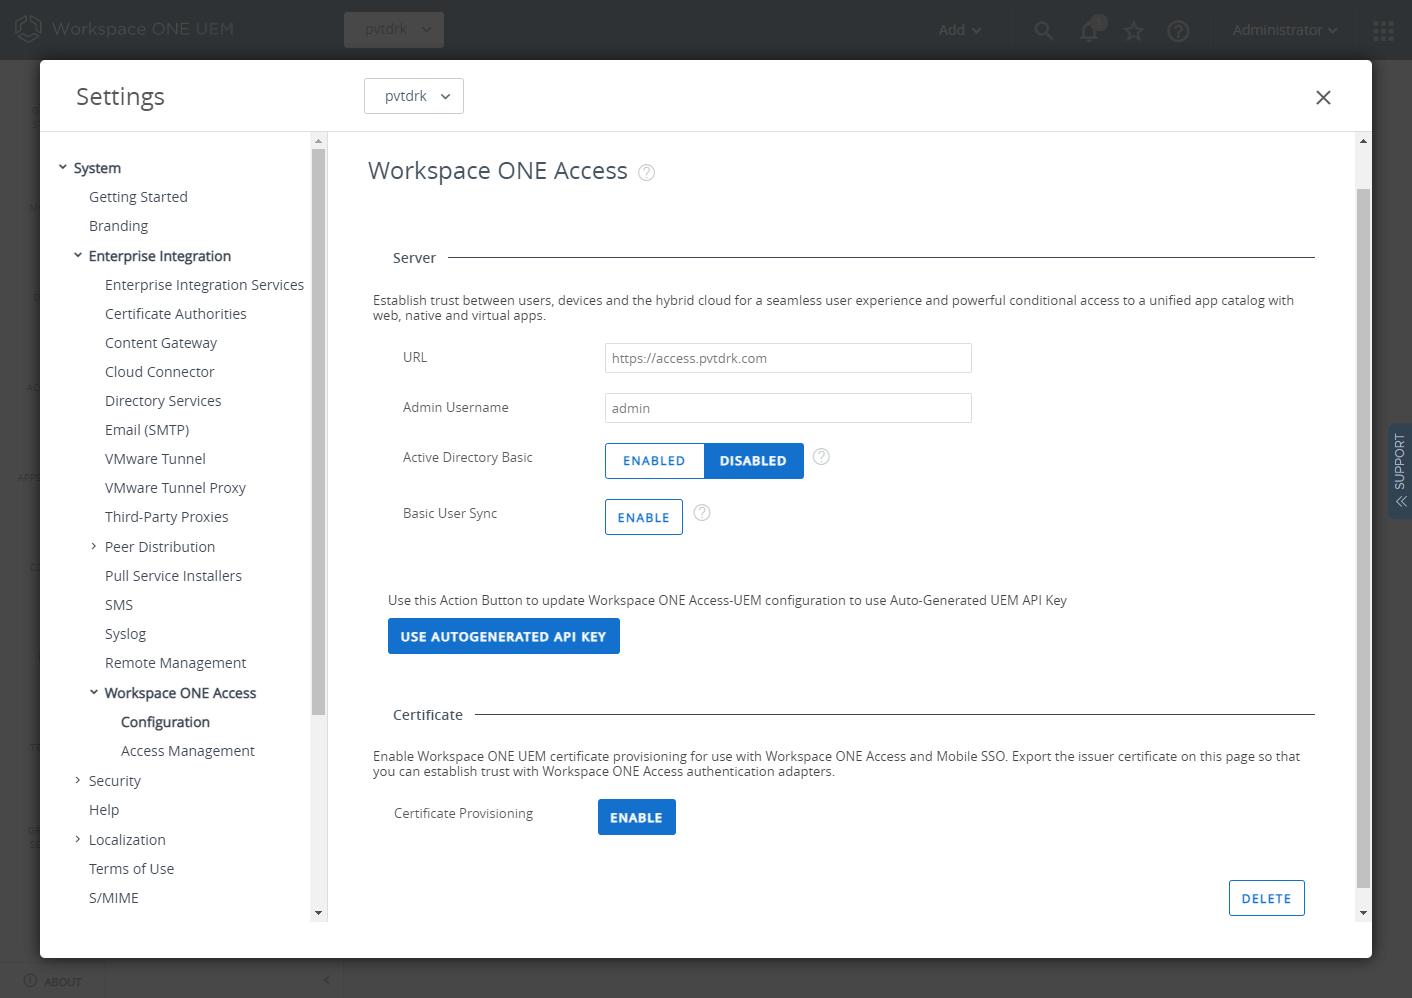 Workspace ONE UEM
pvtdrk
Add
Administrator
Settings
pvtdrk
System
Getting Started
Branding
Enterprise Integration
Enterprise Integration Services
Certificate Authorities
Content Gateway
Cloud Connector
Directory Services
Email (SMTP)
VMware Tunnel
VMware Tunnel Proxy
Third-Party Proxies
Peer Distribution
Pull Service Installers
SMS
Syslog
Remote Management
Workspace ONE Access
Configuration
Access Management
Security
Help
Localization
Terms of Use
S/MIME
Workspace ONE Access
Server
Establish trust between users, devices and the hybrid cloud for a seamless user experience and powerful conditional access to a unified app catalog with
web, native and virtual apps.
URL
https://access.pvtdrk.com
Admin Username
admin
Active Directory Basic
ENABLED
DISABLED
Basic User Sync
ENABLE
Use this Action Button to update Workspace ONE Access-UEM configuration to use Auto-Generated UEM API Key
USE AUTOGENERATED API KEY
Certificate
Enable Workspace ONE UEM certificate provisioning for use with Workspace ONE Access and Mobile SSO. Export the issuer certificate on this page so that
you can establish trust with Workspace ONE Access authentication adapters.
Certificate Provisioning
ENABLE
DELETE
SUPPORT
ABOUT